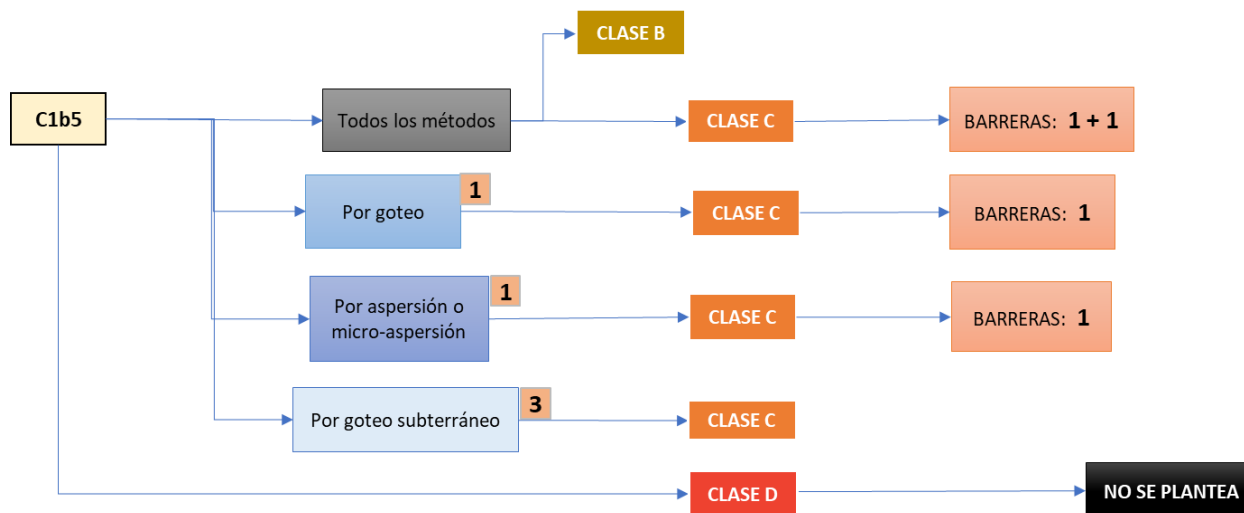 CLASE B
C1b5
Todos los métodos
CLASE C
BARRERAS: 1 + 1
Por goteo
1
CLASE C
BARRERAS: 1
Por aspersión o
micro-aspersión
1
CLASE C
BARRERAS: 1
Por goteo subterráneo
3
CLASE C
CLASE D
NO SE PLANTEA